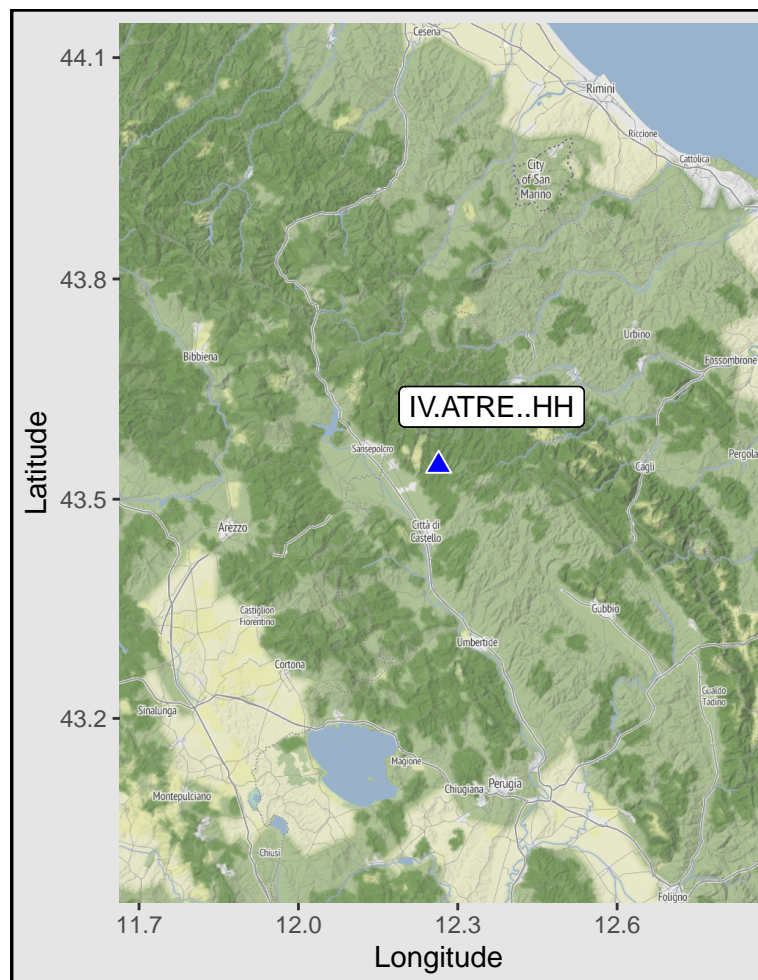 44.1
43.8
43.5
43.2
Latitude
Cesena
Rimini
Riccione
Cattolica
City
of San
Marino
Urbino
Bibbiena
Fossombrone
IV.ATRE..HH
Sansepolcro
Cagli
Pergola
Arezzo
Città di
Castello
Castiglion
Fiorentino
Gubbio
Umbertide
Cortona
Gualdo
Tadino
Sinalunga
Magione
Perugia
Chiugiana
Montepulciano
Chiusi
Foligno
11.7
12.0
12.3
12.6
Longitude